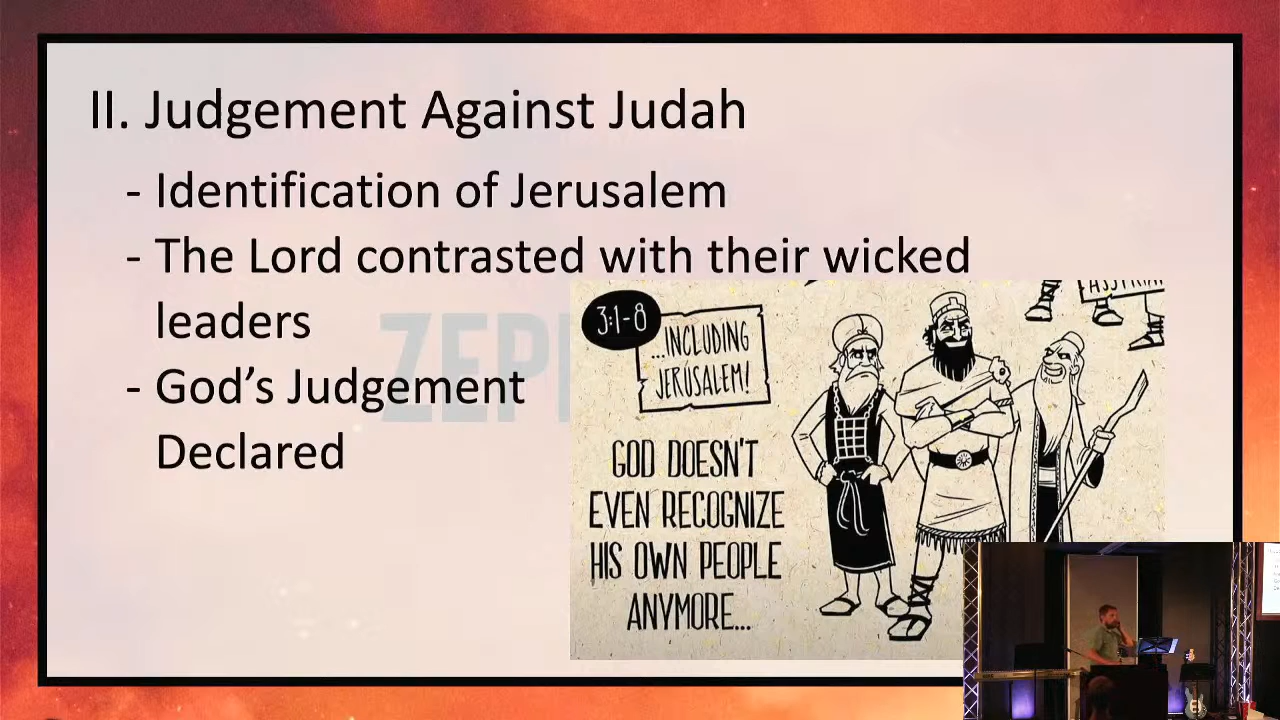 II. Judgement Against Judah
- Identification of Jerusalem
- The Lord contrasted with their wicked
leaders
- God's Judgement
Declared
ZEP
3:1-8
...INCLUDING
JERUSALEM!
GOD DOESN'T
EVEN RECOGNIZE
HIS OWN PEOPLE
ANYMORE...